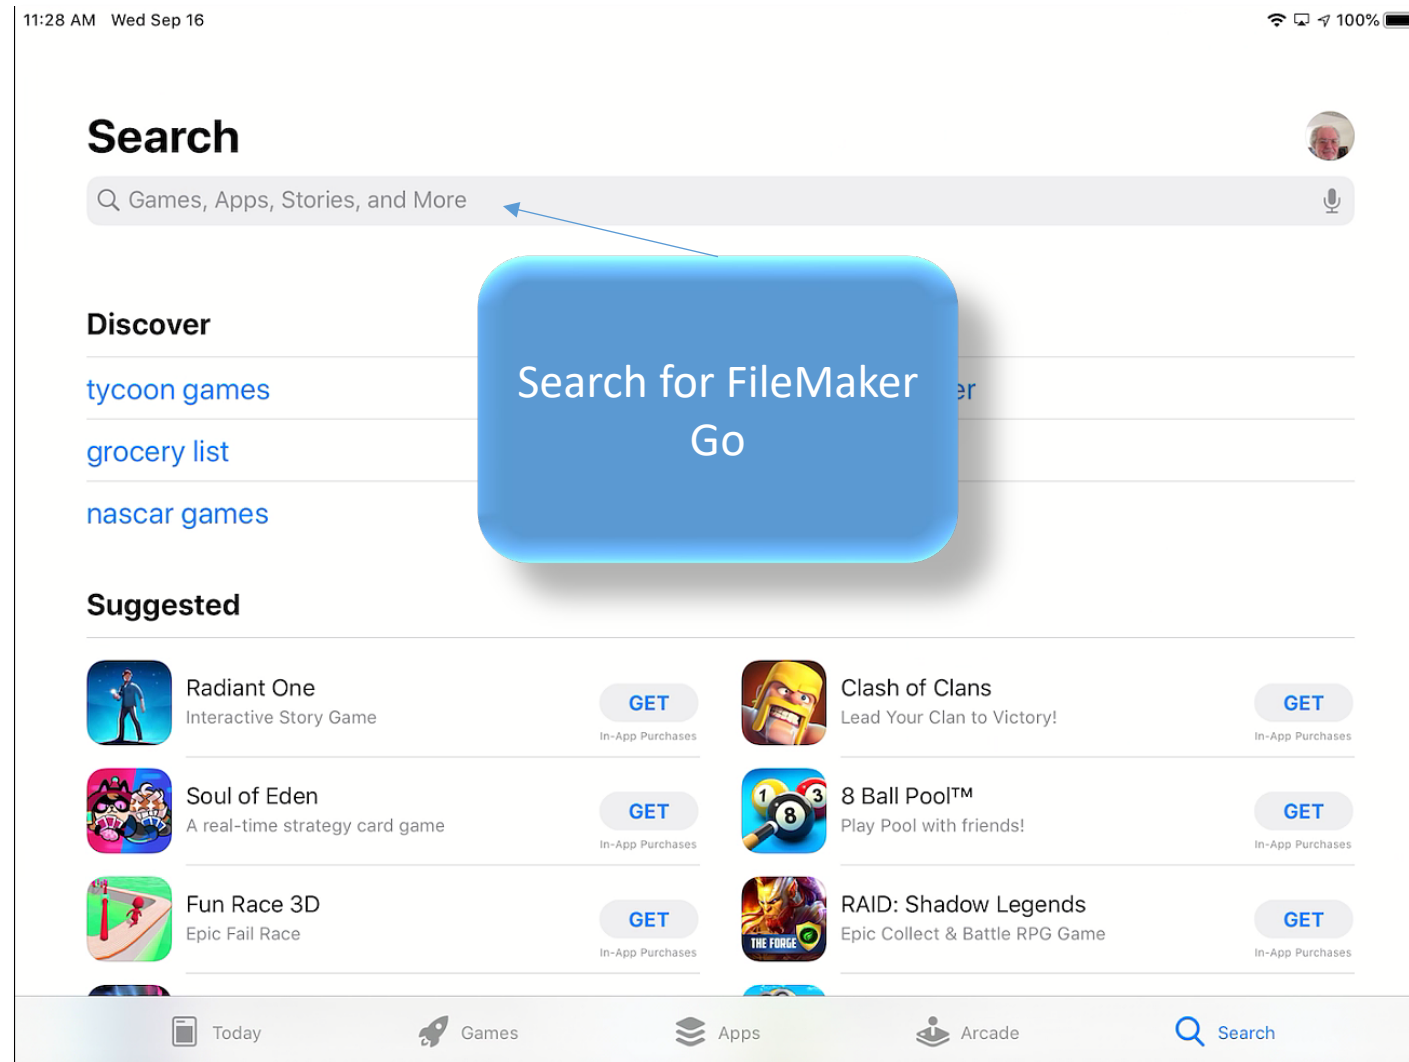 11:28 AM Wed Sep 16
100%
Search
Games, Apps, Stories, and More
Discover
tycoon games
grocery list
nascar games
Search for FileMaker
Go
Suggested
Radiant One
Interactive Story Game
GET
In-App Purchases
Clash of Clans
Lead Your Clan to Victory!
GET
In-App Purchases
Soul of Eden
A real-time strategy card game
GET
In-App Purchases
1 3
8
8 Ball Pool™
Play Pool with friends!
GET
In-App Purchases
Fun Race 3D
Epic Fail Race
GET
In-App Purchases
THE FORGE
RAID: Shadow Legends
Epic Collect & Battle RPG Game
GET
In-App Purchases
Today Games Apps Arcade Search